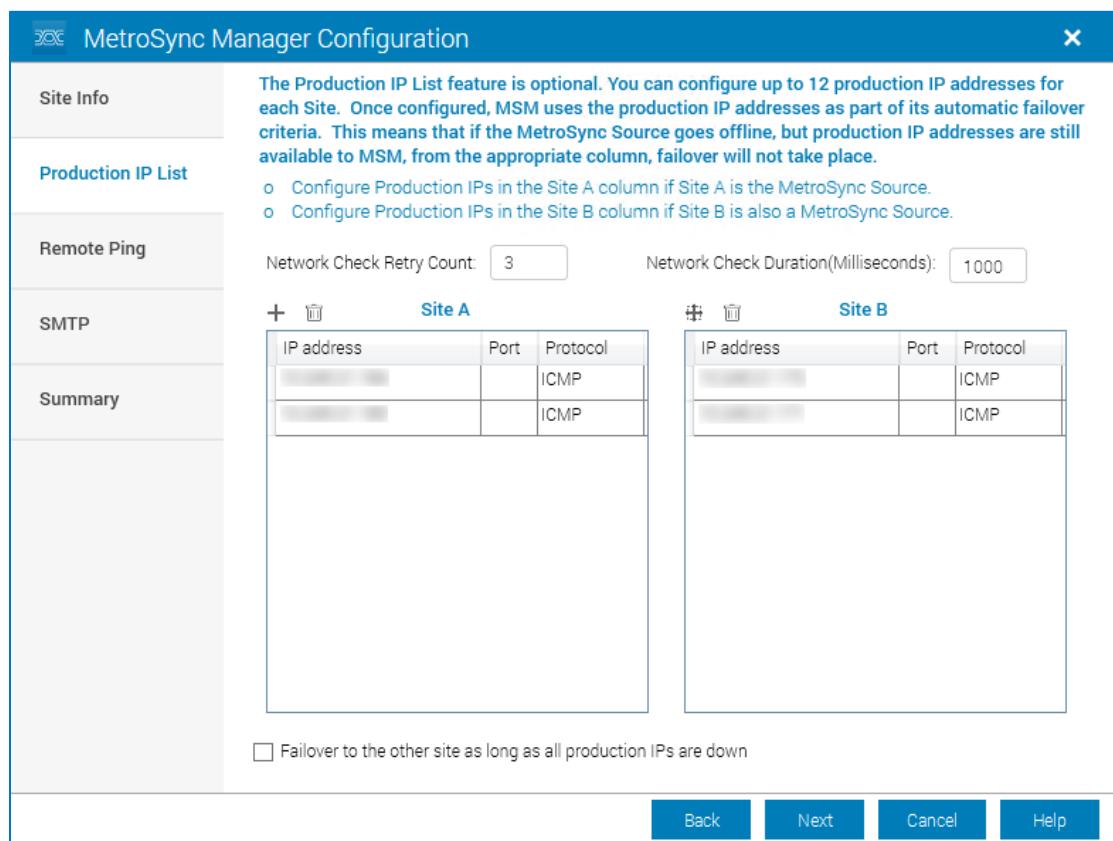 MetroSync Manager Configuration
Site Info
Production IP List
Remote Ping
SMTP
Summary
The Production IP List feature is optional. You can configure up to 12 production IP addresses for
each Site. Once configured, MSM uses the production IP addresses as part of its automatic failover
criteria. This means that if the MetroSync Source goes offline, but production IP addresses are still
available to MSM, from the appropriate column, failover will not take place.
o Configure Production IPs in the Site A column if Site A is the MetroSync Source.
o Configure Production IPs in the Site B column if Site B is also a MetroSync Source.
Network Check Retry Count: 3 Network Check Duration(Milliseconds): 1000
Site A Site B
IP address Port Protocol IP address Port Protocol
ICMP ICMP
ICMP ICMP
Failover to the other site as long as all production IPs are down
Back Next Cancel Help